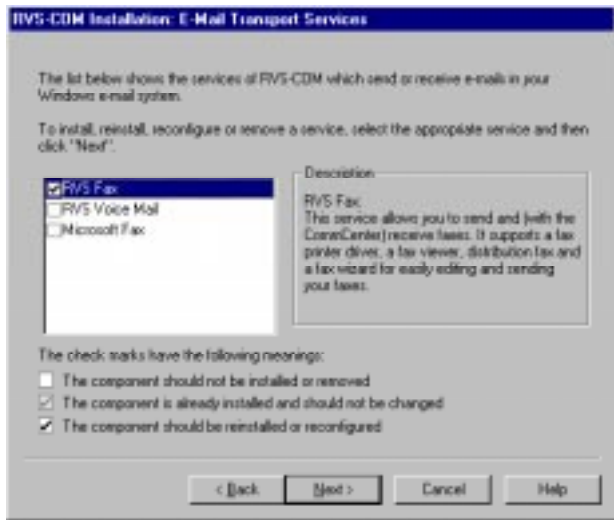 RVS-COM Installation: E-Mail Transport Services
The list below shows the services of RVS-COM which send or receive e-mails in your
Windows e-mail system.
To install, reinstall, reconfigure or remove a service, select the appropriate service and then
click "Next".
RVS Fax
RVS Voice Mail
Microsoft Fax
Description
RVS Fax
This service allows you to send and (with the
CommCenter) receive faxes. It supports a fax
printer driver, a fax viewer, distribution fax and
a fax wizard for easily editing and sending
your faxes.
The check marks have the following meanings:
The component should not be installed or removed
The component is already installed and should not be changed
The component should be reinstalled or reconfigured
< Back
Next >
Cancel
Help